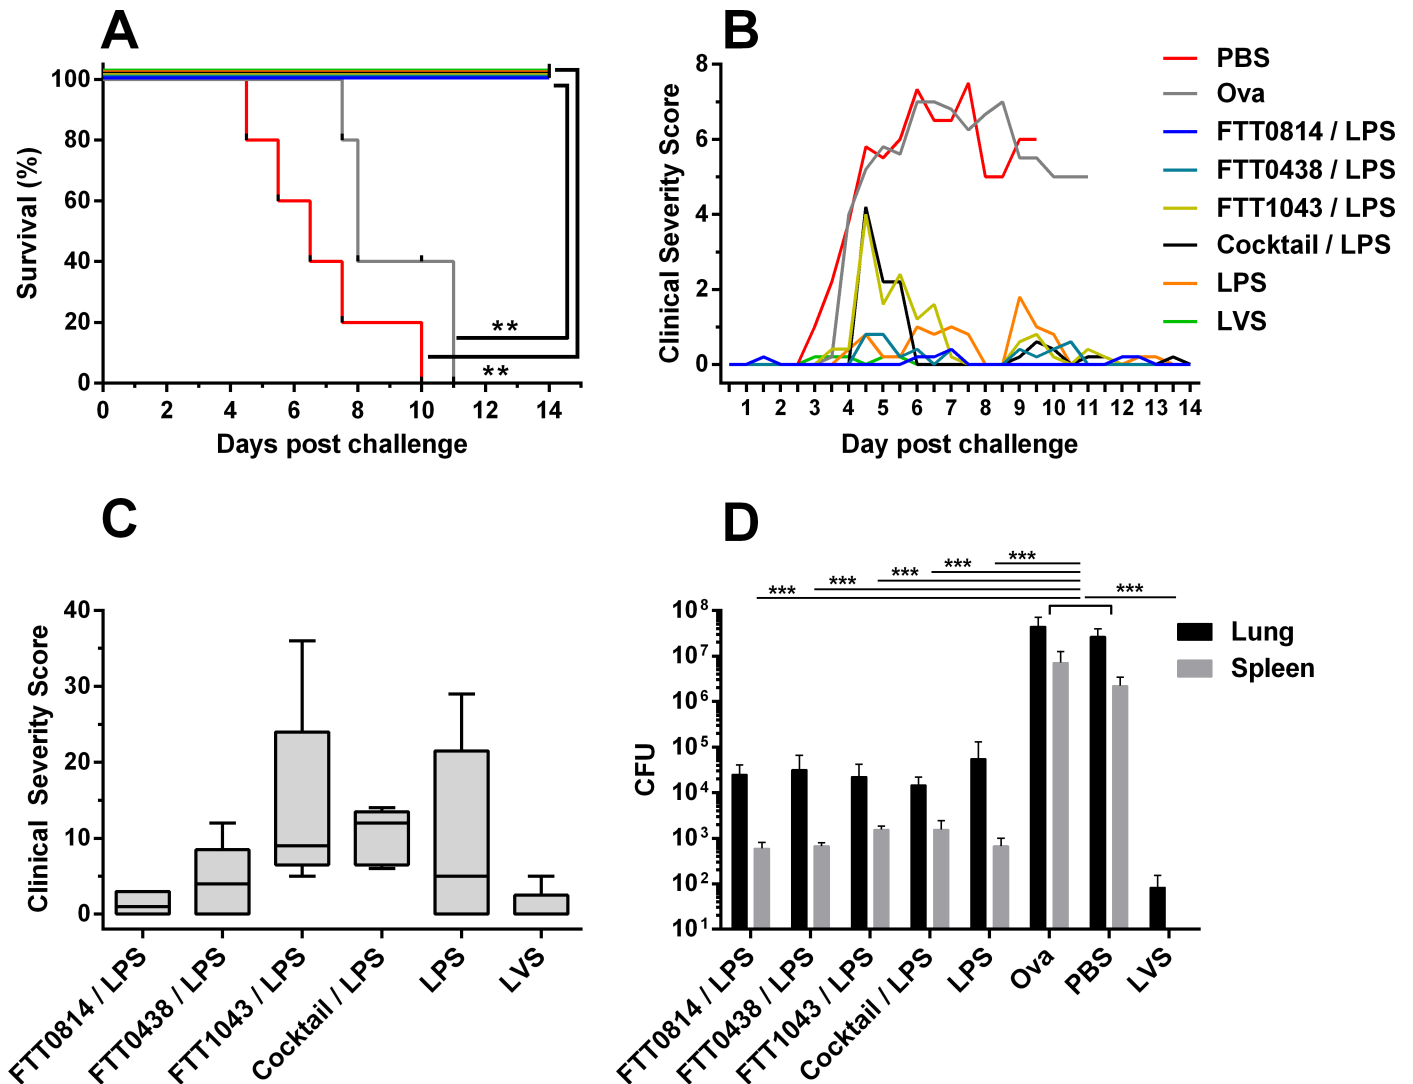 A
Survival (%)
100
80
60
40
20
0
**
**
0 2 4 6 8 10 12 14
Days post challenge
B
Clinical Severity Score
8
6
4
2
0
1 2 3 4 5 6 7 8 9 10 11 12 13 14
Day post challenge
PBS
Ova
FTT0814 / LPS
FTT0438 / LPS
FTT1043 / LPS
Cocktail / LPS
LPS
LVS
C
Clinical Severity Score
40
30
20
10
0
FTT0814 / LPS
FTT0438 / LPS
FTT1043 / LPS
Cocktail / LPS
LPS
LVS
D
***
***
***
***
***
***
CFU
10^8
10^7
10^6
10^5
10^4
10^3
10^2
10^1
FTT0814 / LPS
FTT0438 / LPS
FTT1043 / LPS
Cocktail / LPS
LPS
Ova
PBS
LVS
Lung
Spleen